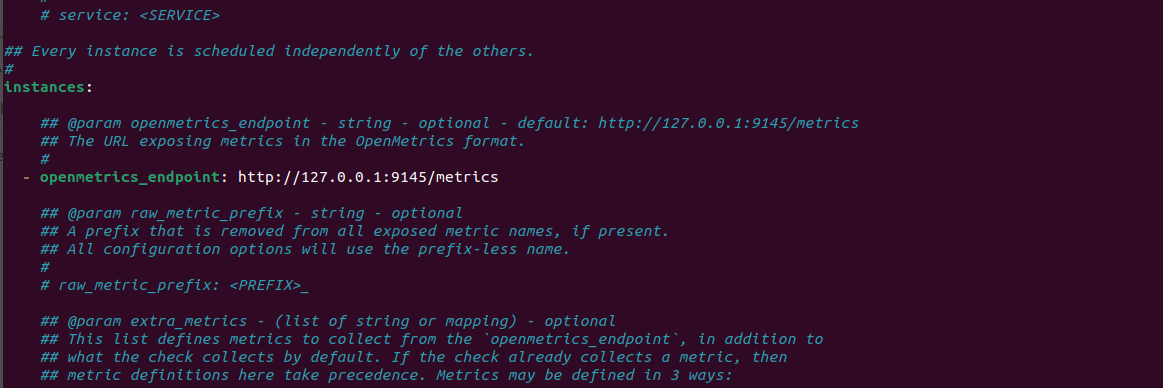 #
# service: <SERVICE>
## Every instance is scheduled independently of the others.
#
instances:
## @param openmetrics_endpoint - string - optional - default: http://127.0.0.1:9145/metrics
## The URL exposing metrics in the OpenMetrics format.
#
- openmetrics_endpoint: http://127.0.0.1:9145/metrics
## @param raw_metric_prefix - string - optional
## A prefix that is removed from all exposed metric names, if present.
## All configuration options will use the prefix-less name.
#
# raw_metric_prefix: <PREFIX>_
## @param extra_metrics - (list of string or mapping) - optional
## This list defines metrics to collect from the `openmetrics_endpoint`, in addition to
## what the check collects by default. If the check already collects a metric, then
## metric definitions here take precedence. Metrics may be defined in 3 ways: